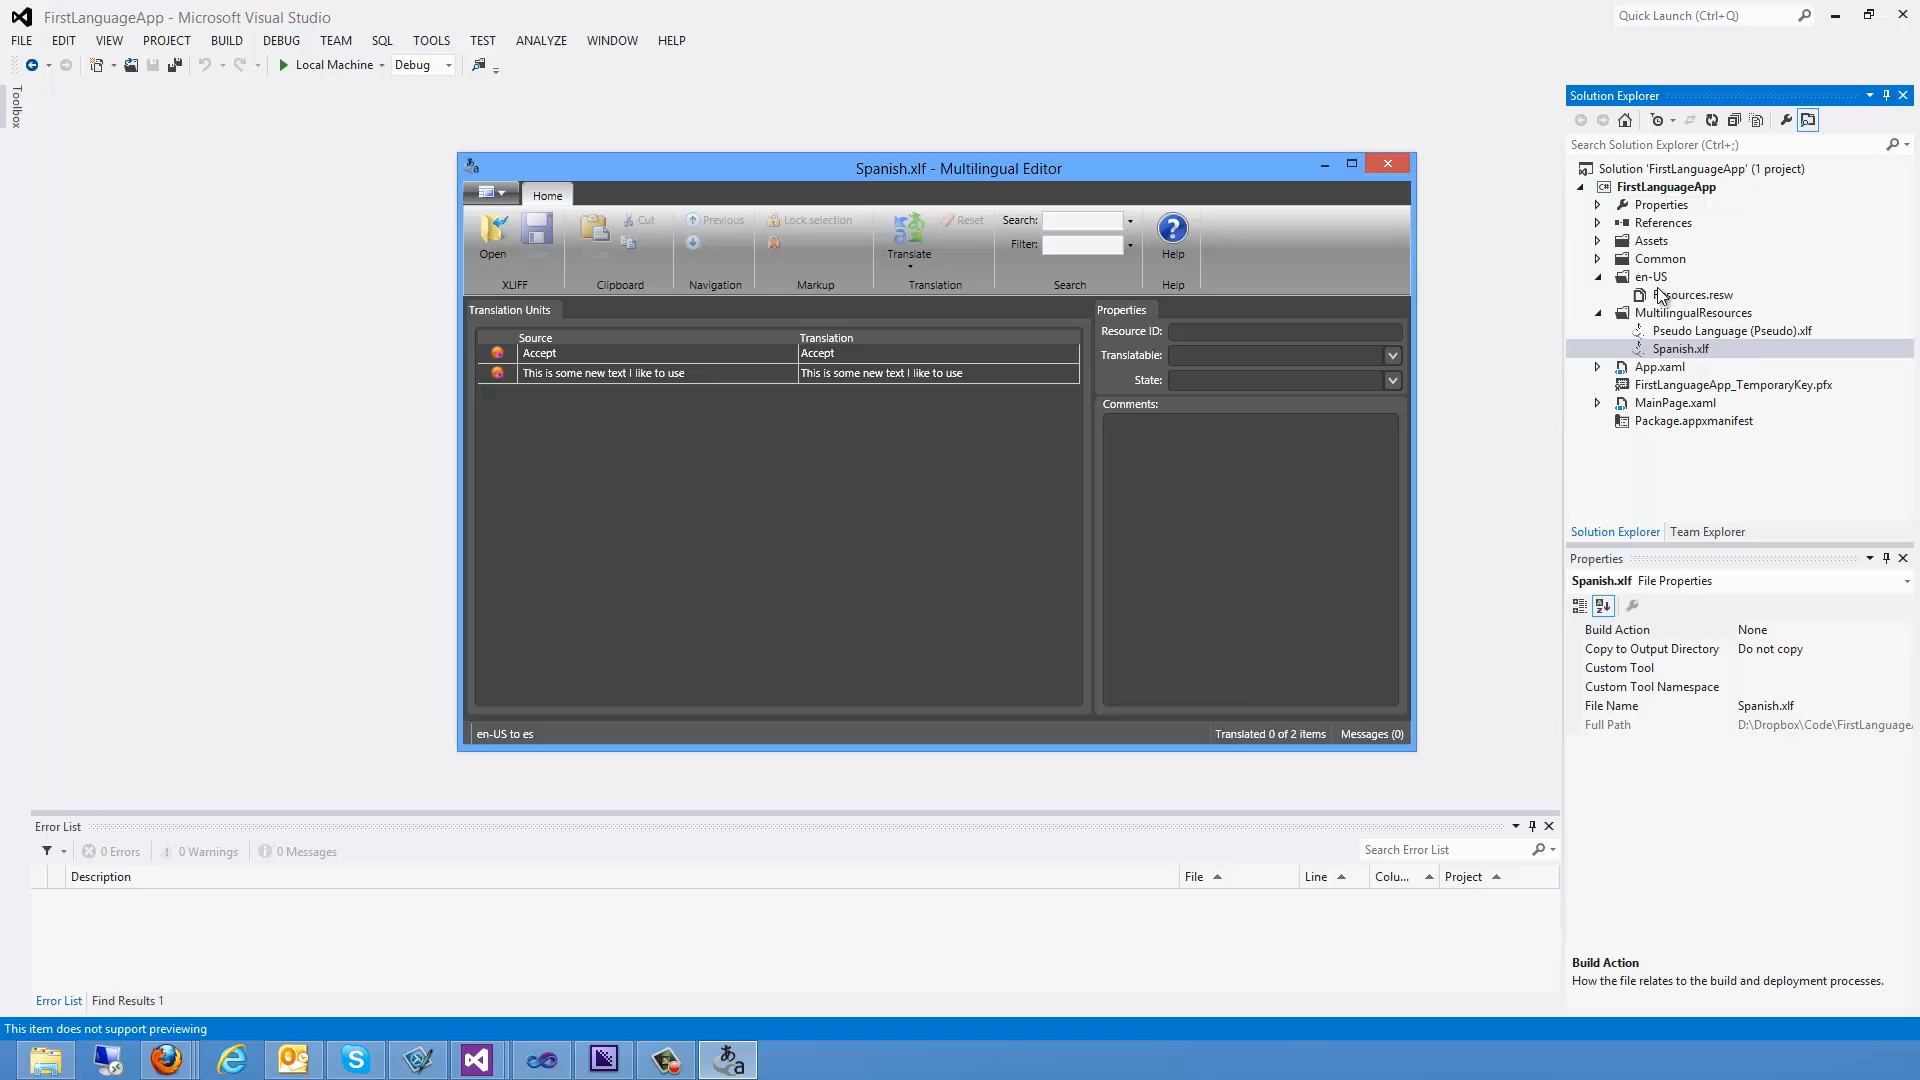 FirstLanguageApp - Microsoft Visual Studio
Quick Launch (Ctrl+Q)
FILE EDIT VIEW PROJECT BUILD DEBUG TEAM SQL TOOLS TEST ANALYZE WINDOW HELP
Local Machine Debug
Toolbox
Spanish.xlf - Multilingual Editor
Home
Open
XLIFF
Cut
Clipboard
Previous
Navigation
Lock selection
Markup
Translate
Reset
Translation
Search:
Filter:
Search
Help
Help
Translation Units
Source Translation
Accept Accept
This is some new text I like to use This is some new text I like to use
Properties
Resource ID:
Translatable:
State:
Comments:
en-US to es
Translated 0 of 2 items
Messages (0)
Solution Explorer
Search Solution Explorer (Ctrl+;)
Solution 'FirstLanguageApp' (1 project)
FirstLanguageApp
Properties
References
Assets
Common
en-US
Resources.resw
MultilingualResources
Pseudo Language (Pseudo).xlf
Spanish.xlf
App.xaml
FirstLanguageApp_TemporaryKey.pfx
MainPage.xaml
Package.appxmanifest
Solution Explorer Team Explorer
Properties
Spanish.xlf File Properties
Build Action None
Copy to Output Directory Do not copy
Custom Tool
Custom Tool Namespace
File Name Spanish.xlf
Full Path D:\Dropbox\Code\FirstLanguage
Build Action
How the file relates to the build and deployment processes.
Error List
0 Errors 0 Warnings 0 Messages
Search Error List
Description File Line Colu... Project
Error List Find Results 1
This item does not support previewing